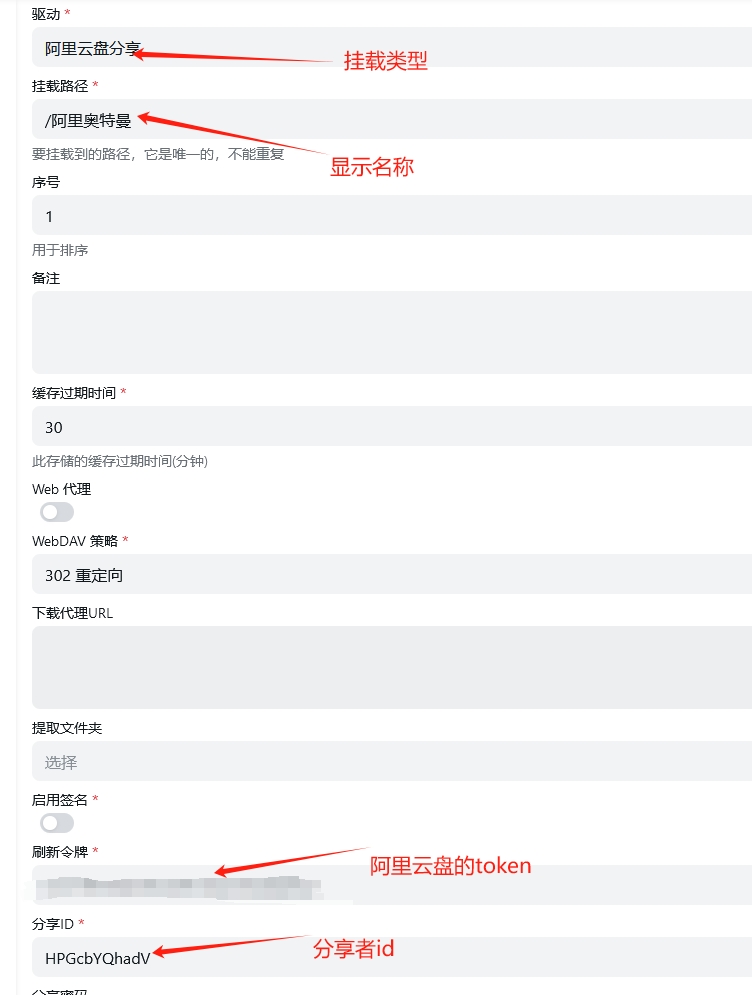 驱动 *
阿里云盘分享
挂载类型
挂载路径 *
/阿里奥特曼
要挂载到的路径，它是唯一的，不能重复
显示名称
序号
1
用于排序
备注
缓存过期时间 *
30
此存储的缓存过期时间(分钟)
Web 代理
WebDAV 策略 *
302 重定向
下载代理URL
提取文件夹
选择
启用签名 *
刷新令牌 *
阿里云盘的token
分享ID *
HPGcbYQhadV
分享者id
分享密码